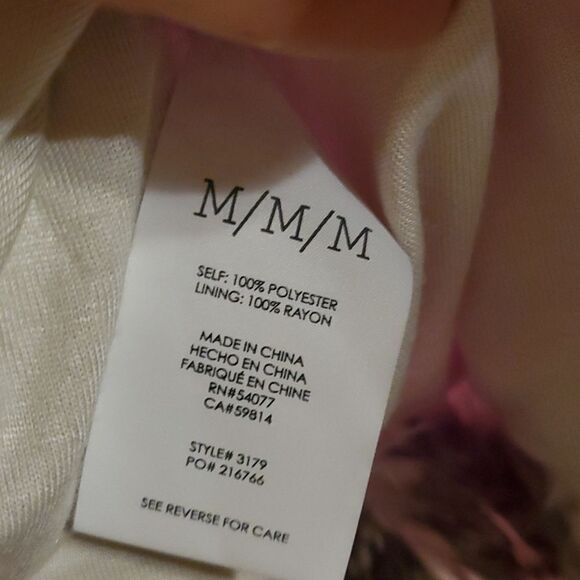 M/M/M
SELF: 100% POLYESTER
LINING: 100% RAYON
MADE IN CHINA
HECHO EN CHINA
FABRIQUÉ EN CHINE
RN#54077
CA#59814
STYLE# 3179
PO# 216766
SEE REVERSE FOR CARE